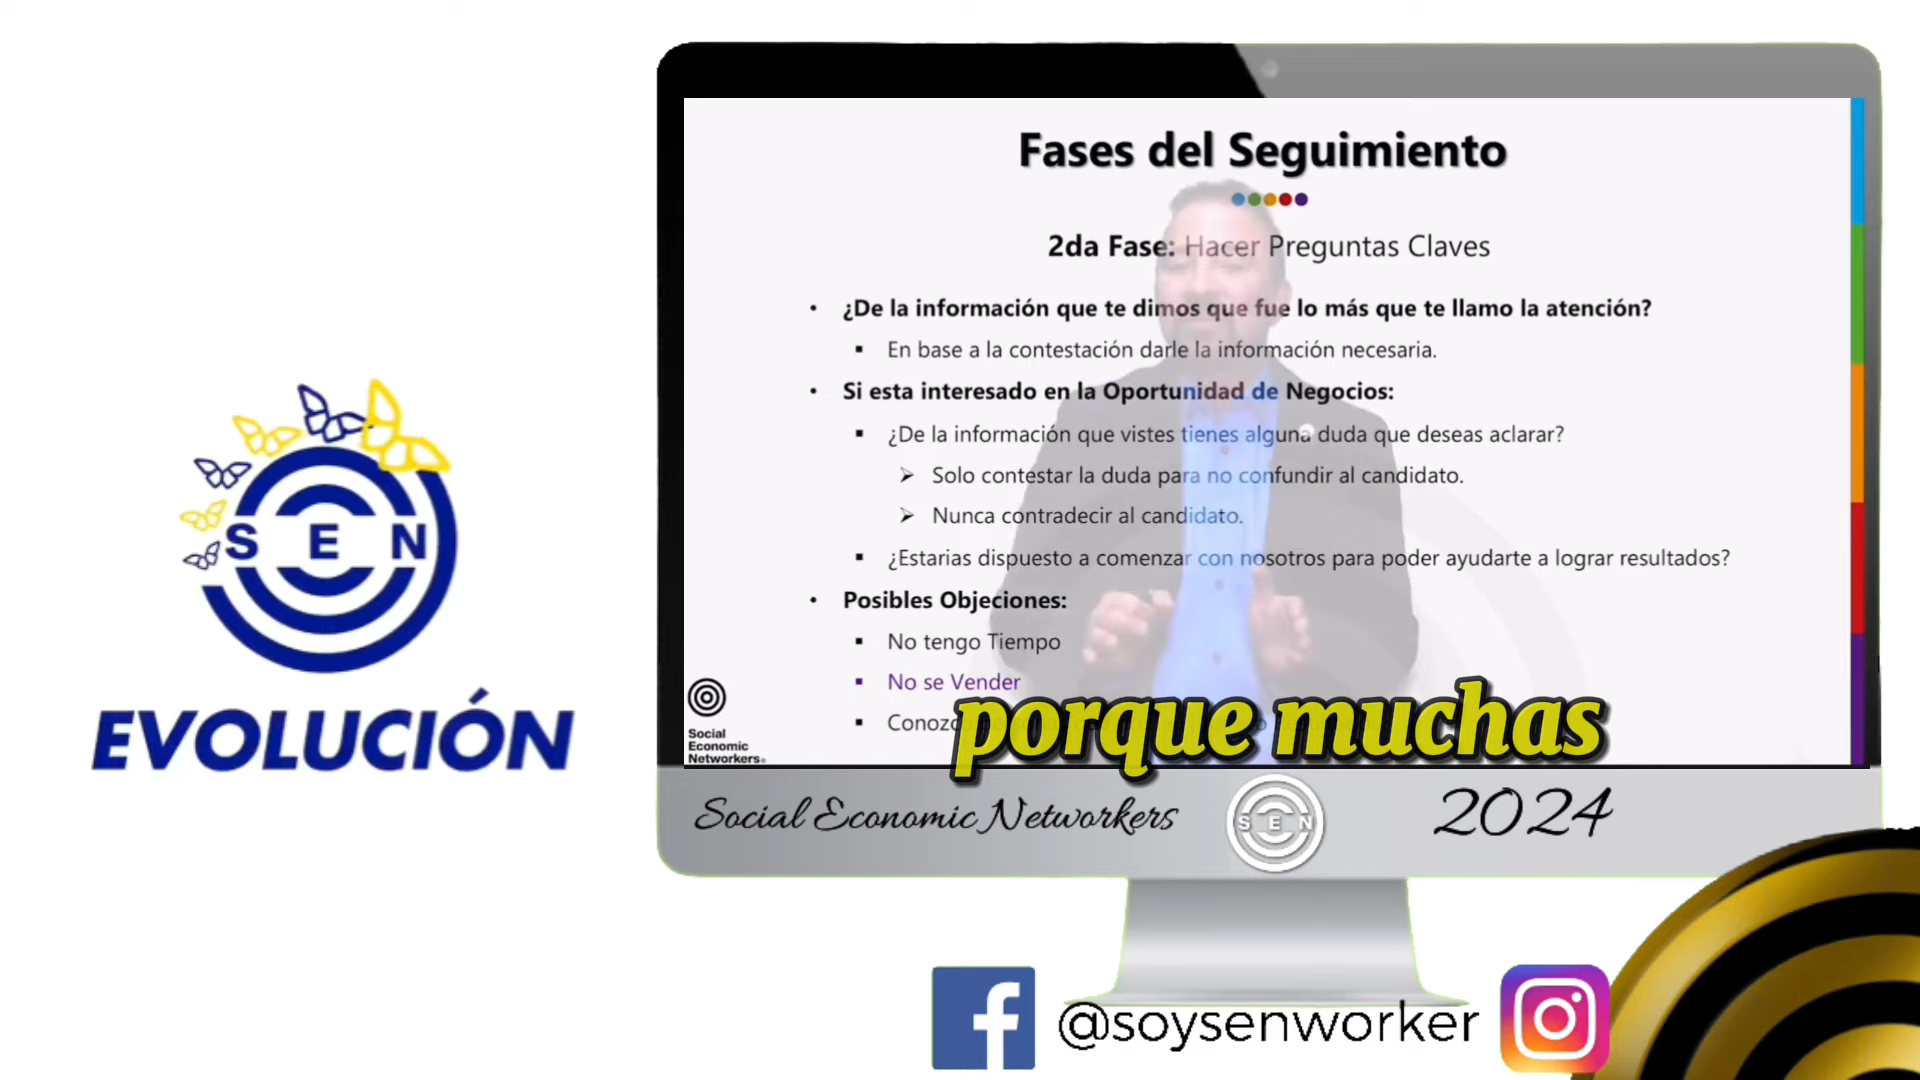 Fases del Seguimiento
2da Fase: Hacer Preguntas Claves
• ¿De la información que te dimos que fue lo más que te llamo la atención?
▪ En base a la contestación darle la información necesaria.
• Si esta interesado en la Oportunidad de Negocios:
▪ ¿De la información que vistes tienes alguna duda que deseas aclarar?
➢ Solo contestar la duda para no confundir al candidato.
➢ Nunca contradecir al candidato.
▪ ¿Estarias dispuesto a comenzar con nosotros para poder ayudarte a lograr resultados?
• Posibles Objeciones:
▪ No tengo Tiempo
▪ No se Vender
porque muchas
Social
Economic
Networkers
Social Economic Networkers
SEN
2024
SEN
EVOLUCIÓN
@soysenworker